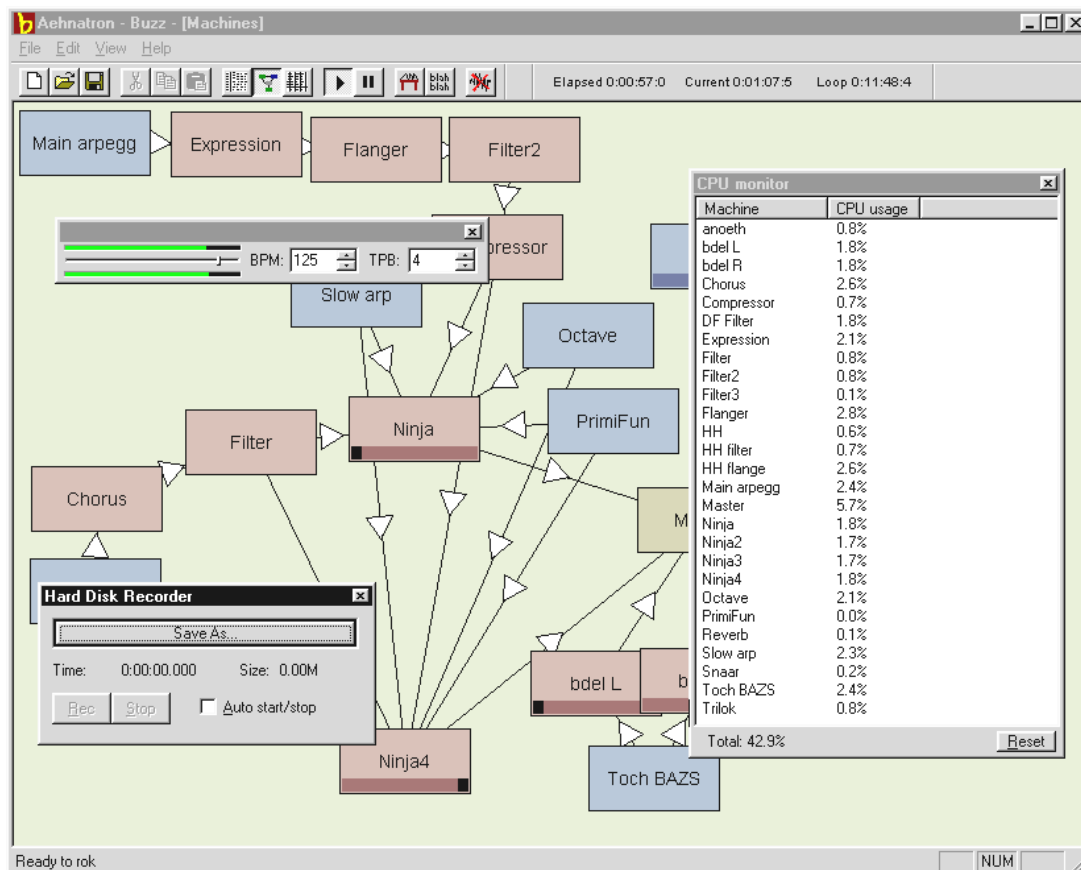 Aehnatron - Buzz - [Machines]
File Edit View Help
blah
blah
Elapsed 0:00:57:0 Current 0:01:07:5 Loop 0:11:48:4
Main arpegg
Expression
Flanger
Filter2
pressor
BPM: 125 TPB: 4
Slow arp
Octave
Ninja
PrimiFun
Filter
Chorus
M
Hard Disk Recorder
Save As...
Time: 0:00:00.000 Size: 0.00M
Rec Stop Auto start/stop
bdel L
b
Ninja4
Toch BAZS
CPU monitor
Machine CPU usage
anoeth 0.8%
bdel L 1.8%
bdel R 1.8%
Chorus 2.6%
Compressor 0.7%
DF Filter 1.8%
Expression 2.1%
Filter 0.8%
Filter2 0.8%
Filter3 0.1%
Flanger 2.8%
HH 0.6%
HH filter 0.7%
HH flange 2.6%
Main arpegg 2.4%
Master 5.7%
Ninja 1.8%
Ninja2 1.7%
Ninja3 1.7%
Ninja4 1.8%
Octave 2.1%
PrimiFun 0.0%
Reverb 0.1%
Slow arp 2.3%
Snaar 0.2%
Toch BAZS 2.4%
Trilok 0.8%
Total: 42.9% Reset
Ready to rok NUM